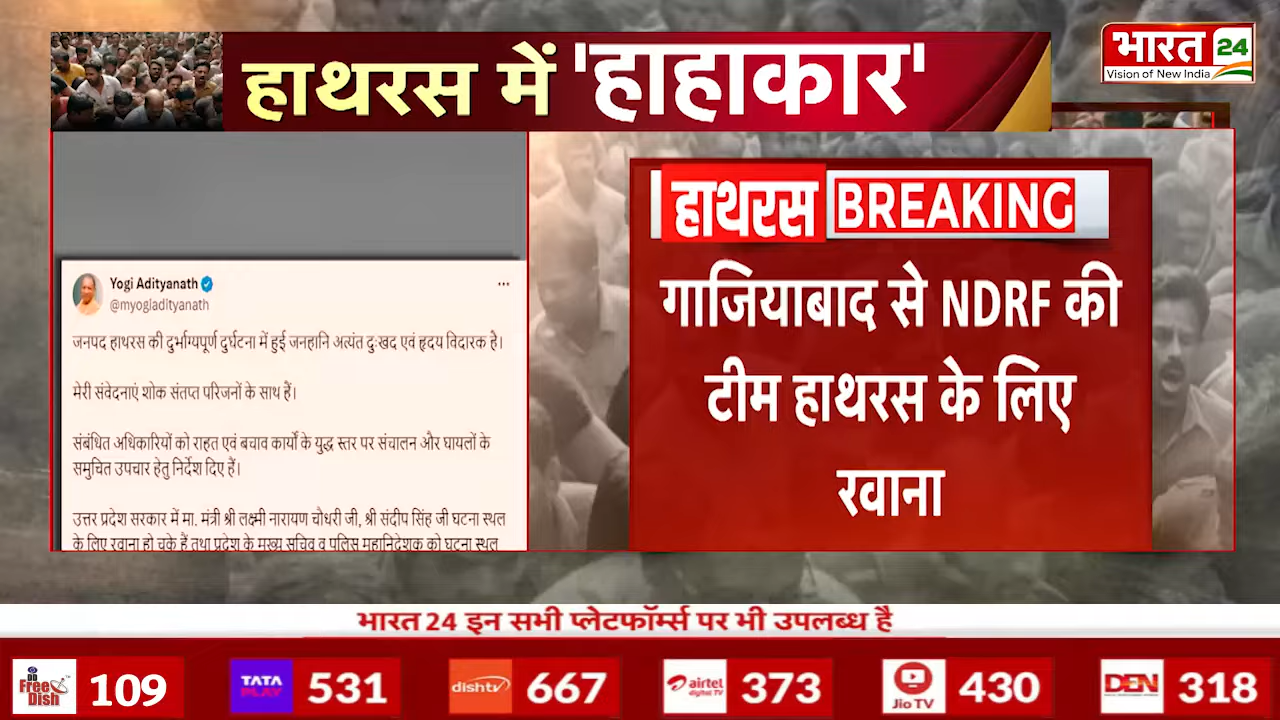 हाथरस में 'हाहाकार'
भारत 24
Vision of New India
हाथरस BREAKING
गाजियाबाद से NDRF की
टीम हाथरस के लिए
रवाना
Yogi Adityanath
@myogiadityanath
जनपद हाथरस की दुर्भाग्यपूर्ण दुर्घटना में हुई जनहानि अत्यंत दुःखद एवं हृदय विदारक है।
मेरी संवेदनाएं शोक संतप्त परिजनों के साथ हैं।
संबंधित अधिकारियों को राहत एवं बचाव कार्यों के युद्ध स्तर पर संचालन और घायलों के
समुचित उपचार हेतु निर्देश दिए हैं।
उत्तर प्रदेश सरकार में मा. मंत्री श्री लक्ष्मी नारायण चौधरी जी, श्री संदीप सिंह जी घटना स्थल
के लिए रवाना हो चुके हैं तथा प्रदेश के मुख्य सचिव व पुलिस महानिदेशक को घटना स्थल
भारत 24 इन सभी प्लेटफॉर्म्स पर भी उपलब्ध है
DD Free Dish 109
TATA PLAY 531
dishtv 667
airtel digital TV 373
Jio TV 430
DEN 318